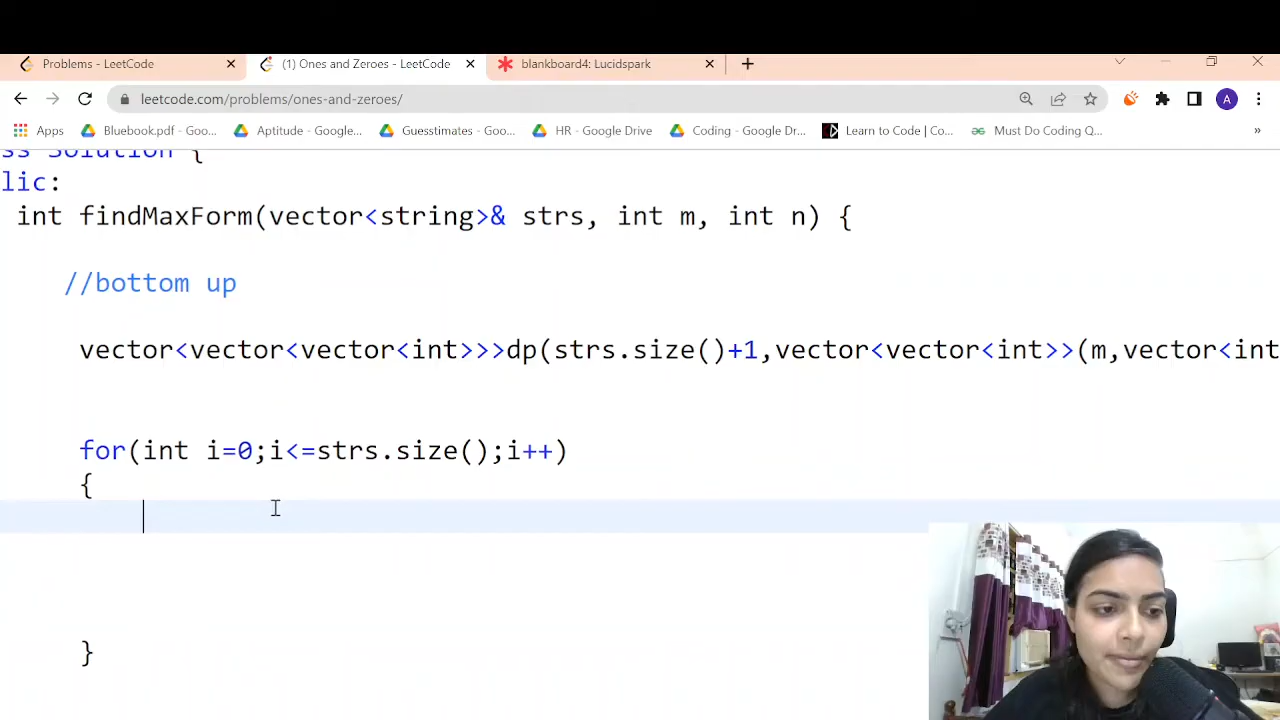 Problems - LeetCode
(1) Ones and Zeroes - LeetCode
blankboard4: Lucidspark
leetcode.com/problems/ones-and-zeroes/
A
Apps
Bluebook.pdf - Goo...
Aptitude - Google...
Guesstimates - Goo...
HR - Google Drive
Coding - Google Dr...
Learn to Code | Co...
Must Do Coding Q...
»
ss Solution {
lic:
int findMaxForm(vector<string>& strs, int m, int n) {
//bottom up
vector<vector<vector<int>>>dp(strs.size()+1,vector<vector<int>>(m,vector<int
for(int i=0;i<=strs.size();i++)
{
}